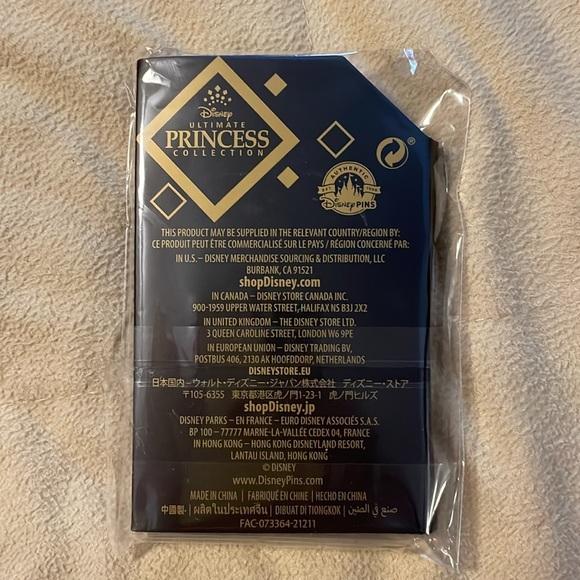 Disney
ULTIMATE
PRINCESS
COLLECTION
®
AUTHENTIC
EST. 1999
Disney PINS
THIS PRODUCT MAY BE SUPPLIED IN THE RELEVANT COUNTRY/REGION BY:
CE PRODUIT PEUT ÊTRE COMMERCIALISÉ SUR LE PAYS / RÉGION CONCERNÉ PAR:
IN U.S.– DISNEY MERCHANDISE SOURCING & DISTRIBUTION, LLC
BURBANK, CA 91521
shopDisney.com
IN CANADA – DISNEY STORE CANADA INC.
900-1959 UPPER WATER STREET, HALIFAX NS B3J 2X2
IN UNITED KINGDOM – THE DISNEY STORE LTD.
3 QUEEN CAROLINE STREET, LONDON W6 9PE
IN EUROPEAN UNION – DISNEY TRADING BV,
POSTBUS 406, 2130 AK HOOFDDORP, NETHERLANDS
DISNEYSTORE.EU
日本国内–ウォルト・ディズニー・ジャパン株式会社 ディズニー・ストア
〒105-6355 東京都港区虎ノ門1-23-1 虎ノ門ヒルズ
shopDisney.jp
DISNEY PARKS – EN FRANCE – EURO DISNEY ASSOCIÉS S.A.S.
BP 100 – 77777 MARNE-LA-VALLÉE CEDEX 04, FRANCE
IN HONG KONG – HONG KONG DISNEYLAND RESORT,
LANTAU ISLAND, HONG KONG
© DISNEY
www.DisneyPins.com
MADE IN CHINA | FABRIQUÉ EN CHINE | HECHO EN CHINA
中國製 | ผลิตในประเทศจีน | DIBUAT DI TIONGKOK | صنع في الصين
FAC-073364-21211